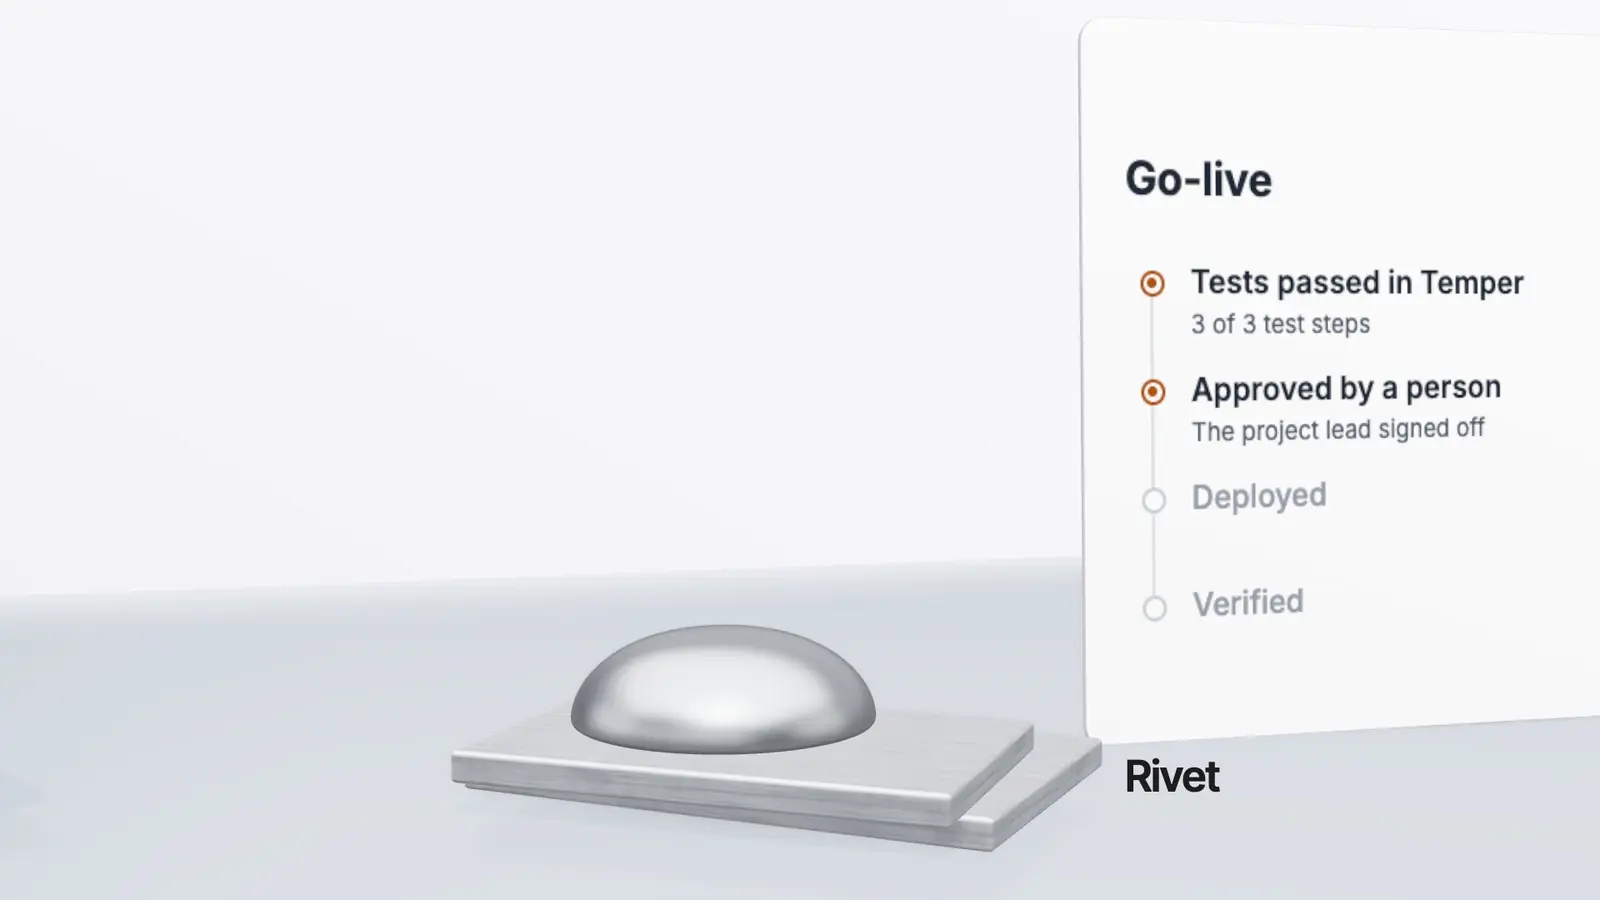 Go-live
Tests passed in Temper
3 of 3 test steps
Approved by a person
The project lead signed off
Deployed
Verified
Rivet